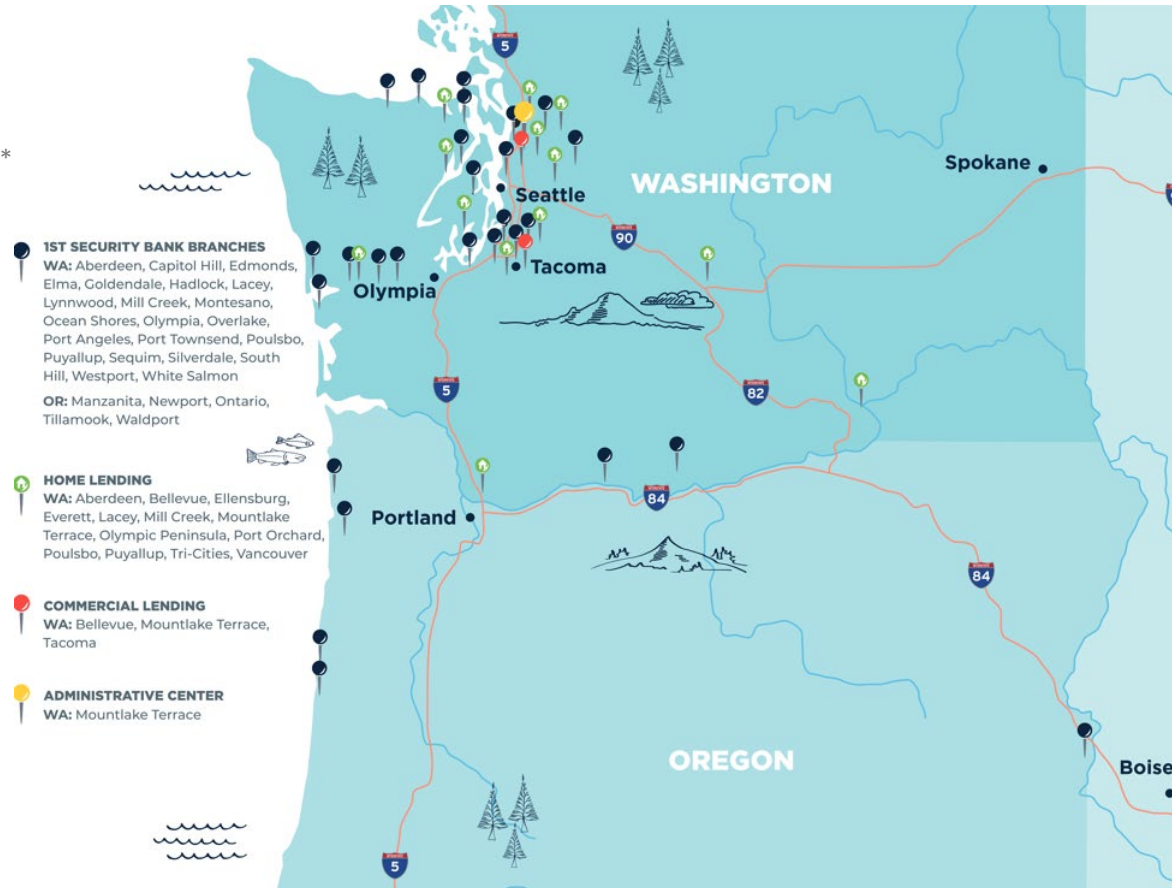 *
1ST SECURITY BANK BRANCHES
WA: Aberdeen, Capitol Hill, Edmonds,
Elma, Goldendale, Hadlock, Lacey,
Lynnwood, Mill Creek, Montesano,
Ocean Shores, Olympia, Overlake,
Port Angeles, Port Townsend, Poulsbo,
Puyallup, Sequim, Silverdale, South
Hill, Westport, White Salmon
OR: Manzanita, Newport, Ontario,
Tillamook, Waldport
HOME LENDING
WA: Aberdeen, Bellevue, Ellensburg,
Everett, Lacey, Mill Creek, Mountlake
Terrace, Olympic Peninsula, Port Orchard,
Poulsbo, Puyallup, Tri-Cities, Vancouver
COMMERCIAL LENDING
WA: Bellevue, Mountlake Terrace,
Tacoma
ADMINISTRATIVE CENTER
WA: Mountlake Terrace
5
WASHINGTON
Spokane
Seattle
90
Tacoma
Olympia
5
82
84
Portland
84
OREGON
Boise
5